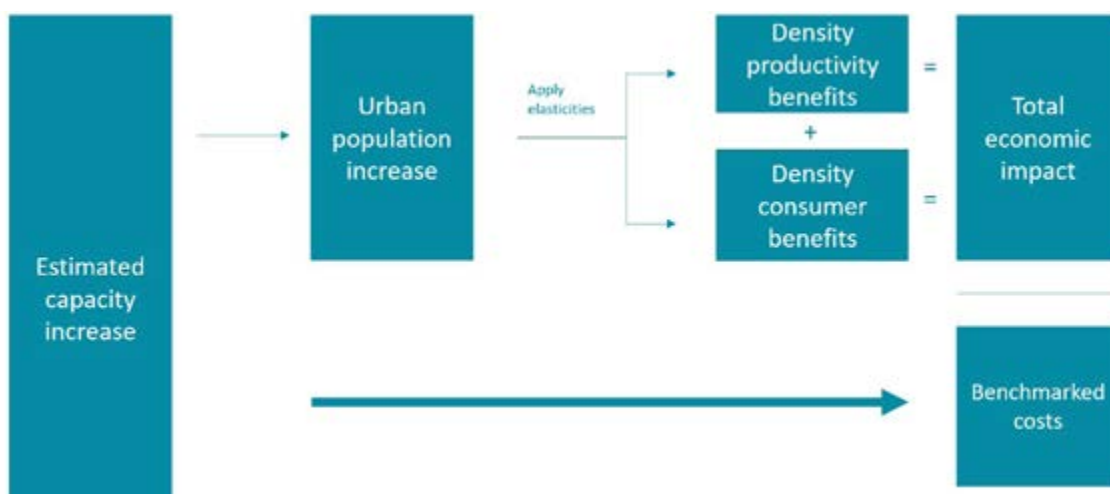 Estimated
capacity
increase
Urban
population
increase
Apply
elasticities
Density
productivity
benefits
+
Density
consumer
benefits
=
=
Total
economic
impact
Benchmarked
costs